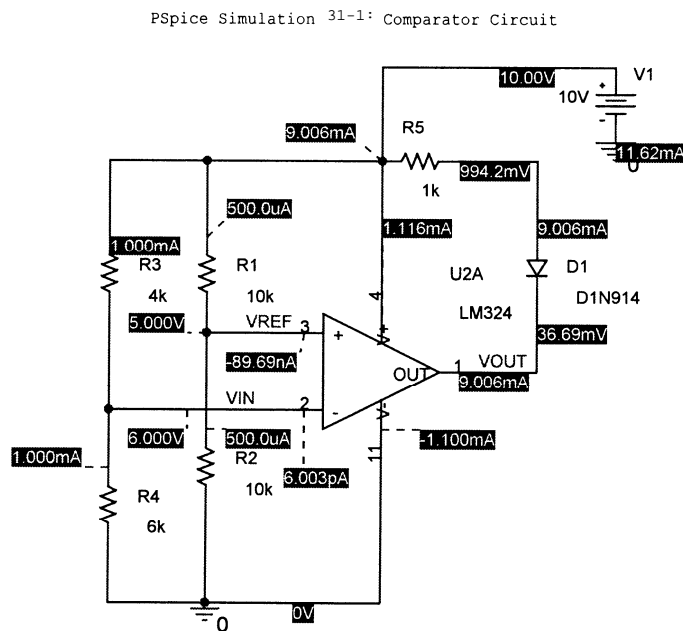 PSpice Simulation 31-1: Comparator Circuit
10.00V
V1
10V
+
-
9.006mA
R5
11.62mA
0
994.2mV
1k
500.0uA
1.116mA
9.006mA
1.000mA
R3
R1
U2A
D1
4k
10k
4
D1N914
LM324
5.000V
VREF
3
+
V+
36.69mV
-89.69nA
OUT
1
VOUT
9.006mA
VIN
2
-
V-
6.000V
500.0uA
-1.100mA
1.000mA
R2
11
6.003pA
R4
10k
6k
0V
0